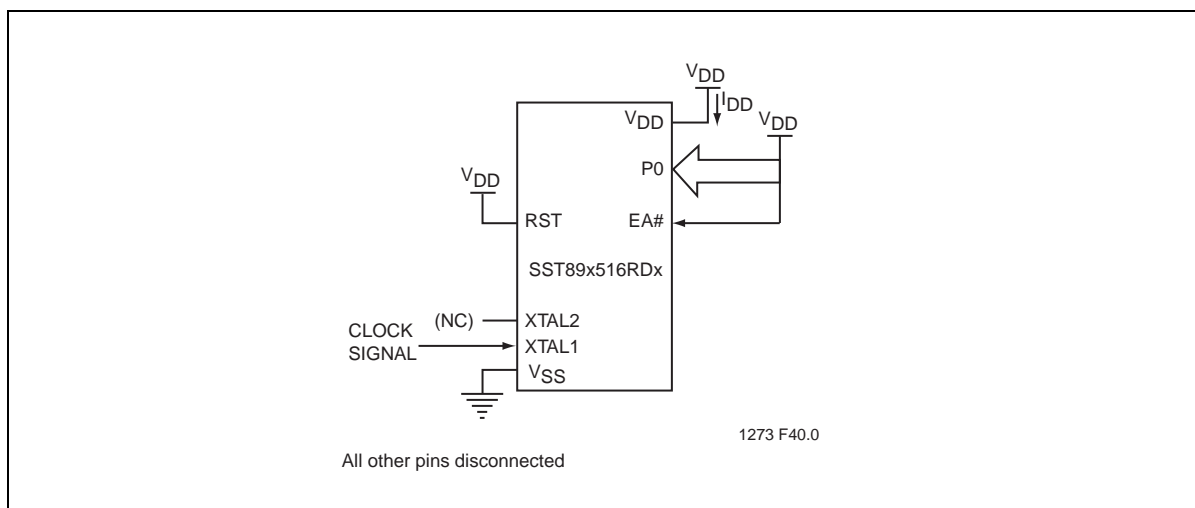 VDD
IDD
VDD
VDD
P0
VDD
RST
EA#
SST89x516RDx
(NC)
XTAL2
CLOCK
SIGNAL
XTAL1
VSS
1273 F40.0
All other pins disconnected